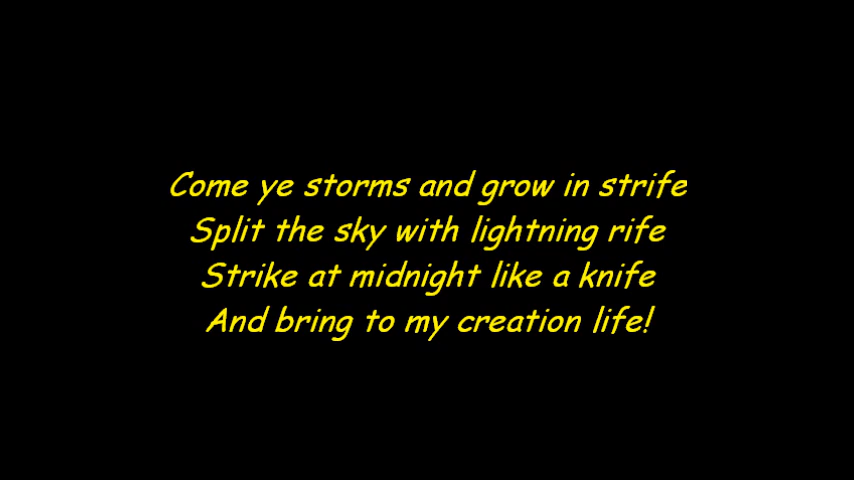 Come ye storms and grow in strife
Split the sky with lightning rife
Strike at midnight like a knife
And bring to my creation life!